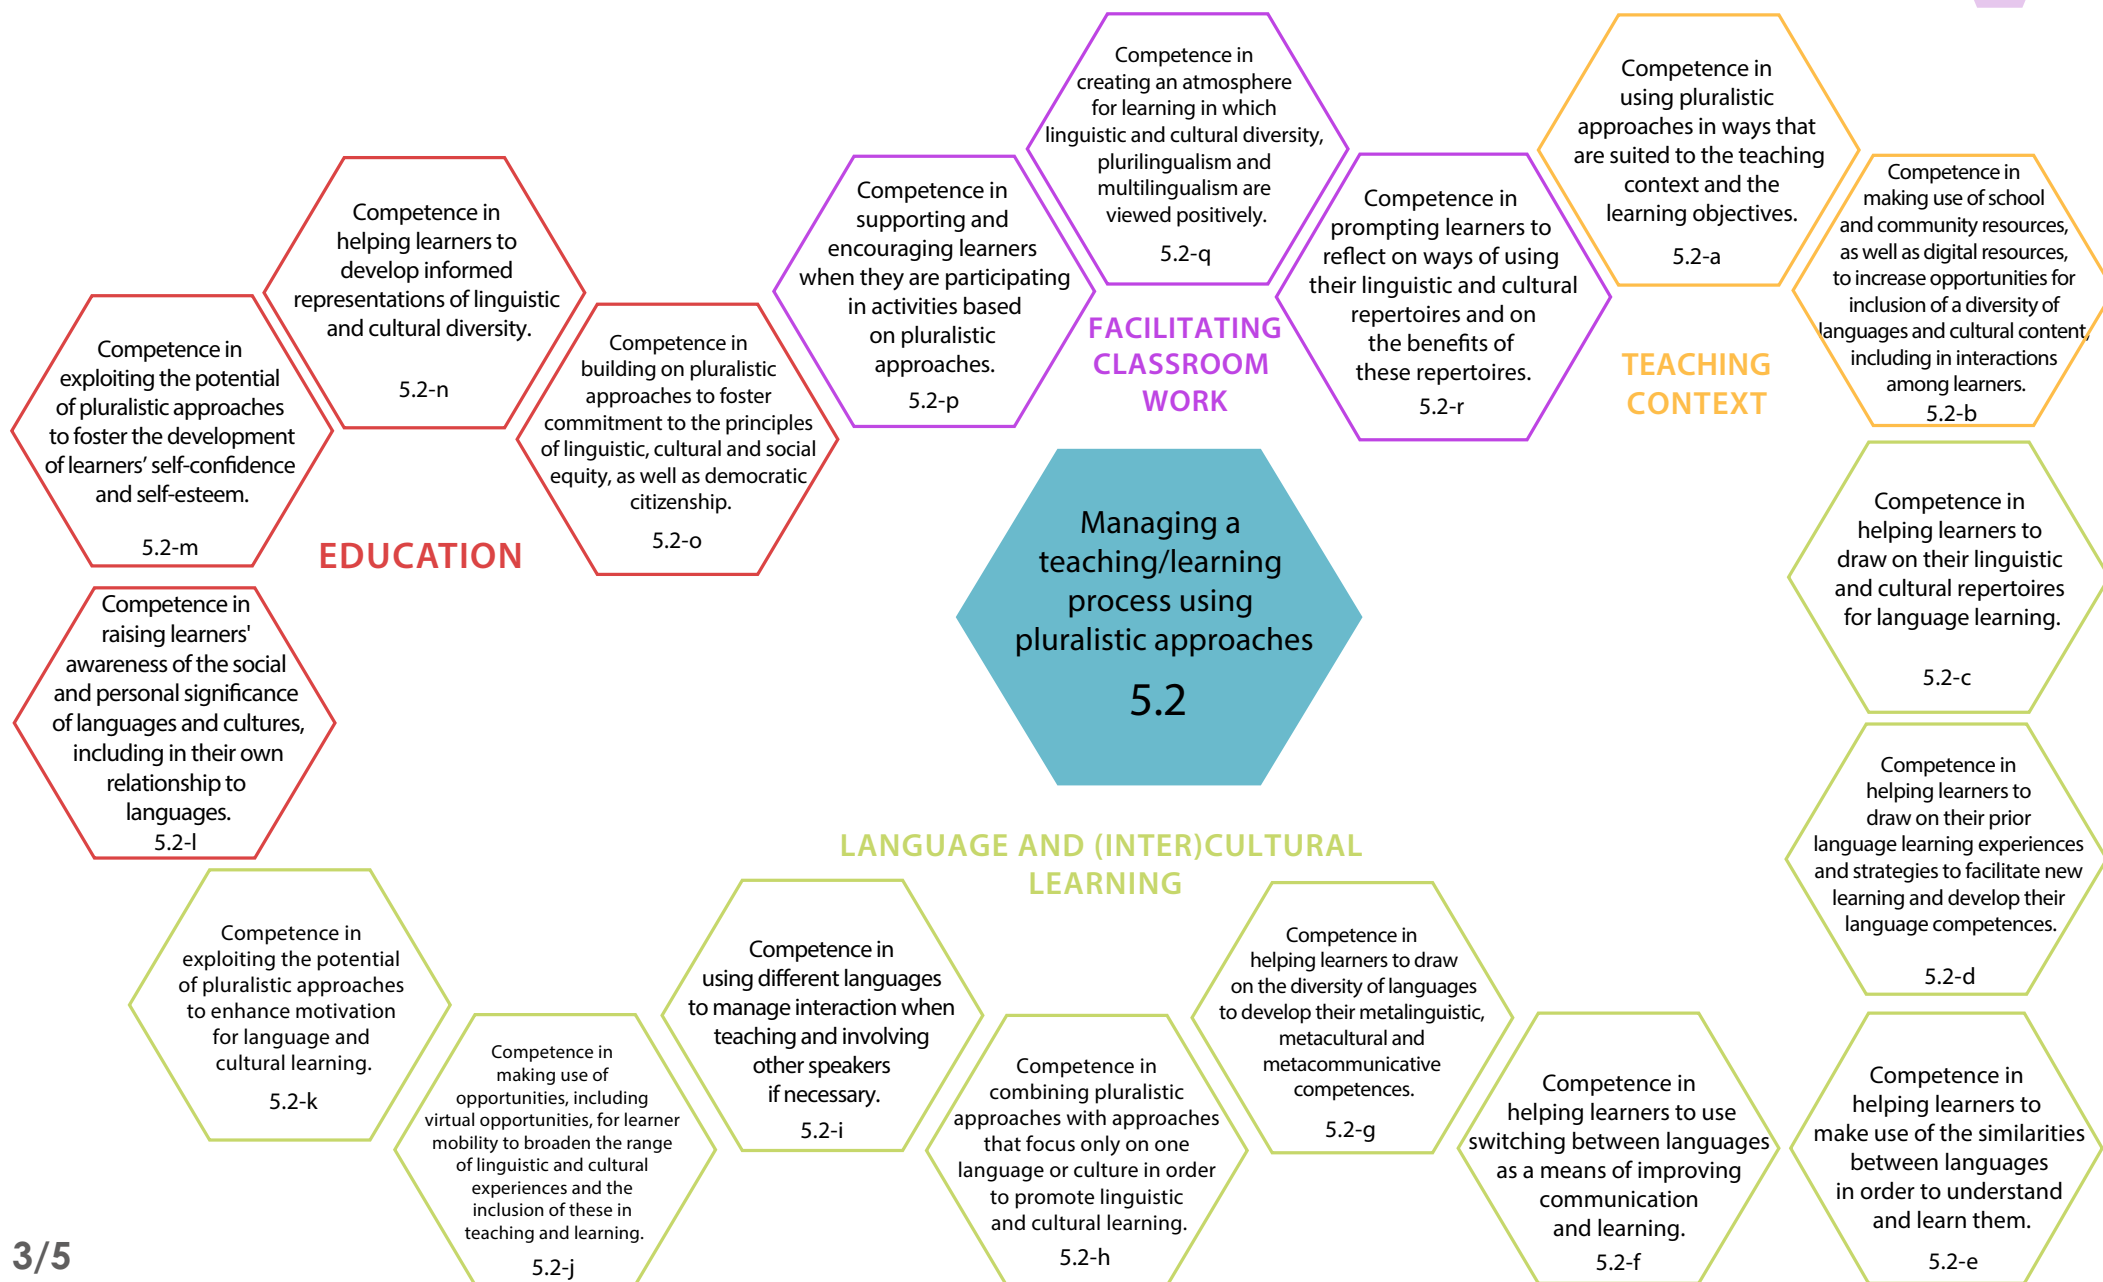 Competence in
creating an atmosphere
for learning in which
linguistic and cultural diversity,
plurilingualism and
multilingualism are
viewed positively.
5.2-q
Competence in
using pluralistic
approaches in ways that
are suited to the teaching
context and the
learning objectives.
5.2-a
Competence in
helping learners to
develop informed
representations of linguistic
and cultural diversity.
5.2-n
Competence in
supporting and
encouraging learners
when they are participating
in activities based
on pluralistic
approaches.
5.2-p
Competence in
prompting learners to
reflect on ways of using
their linguistic and cultural
repertoires and on
the benefits of
these repertoires.
5.2-r
Competence in
making use of school
and community resources,
as well as digital resources,
to increase opportunities for
inclusion of a diversity of
languages and cultural content,
including in interactions
among learners.
5.2-b
FACILITATING
CLASSROOM
WORK
TEACHING
CONTEXT
Competence in
exploiting the potential
of pluralistic approaches
to foster the development
of learners' self-confidence
and self-esteem.
5.2-m
Competence in
building on pluralistic
approaches to foster
commitment to the principles
of linguistic, cultural and social
equity, as well as democratic
citizenship.
5.2-o
EDUCATION
Managing a
teaching/learning
process using
pluralistic approaches
5.2
Competence in
helping learners to
draw on their linguistic
and cultural repertoires
for language learning.
5.2-c
Competence in
raising learners'
awareness of the social
and personal significance
of languages and cultures,
including in their own
relationship to
languages.
5.2-l
Competence in
helping learners to
draw on their prior
language learning experiences
and strategies to facilitate new
learning and develop their
language competences.
5.2-d
LANGUAGE AND (INTER)CULTURAL
LEARNING
Competence in
exploiting the potential
of pluralistic approaches
to enhance motivation
for language and
cultural learning.
5.2-k
Competence in
making use of
opportunities, including
virtual opportunities, for learner
mobility to broaden the range
of linguistic and cultural
experiences and the
inclusion of these in
teaching and learning.
5.2-j
Competence in
using different languages
to manage interaction when
teaching and involving
other speakers
if necessary.
5.2-i
Competence in
combining pluralistic
approaches with approaches
that focus only on one
language or culture in order
to promote linguistic
and cultural learning.
5.2-h
Competence in
helping learners to draw
on the diversity of languages
to develop their metalinguistic,
metacultural and
metacommunicative
competences.
5.2-g
Competence in
helping learners to use
switching between languages
as a means of improving
communication
and learning.
5.2-f
Competence in
helping learners to
make use of the similarities
between languages
in order to understand
and learn them.
5.2-e
3/5